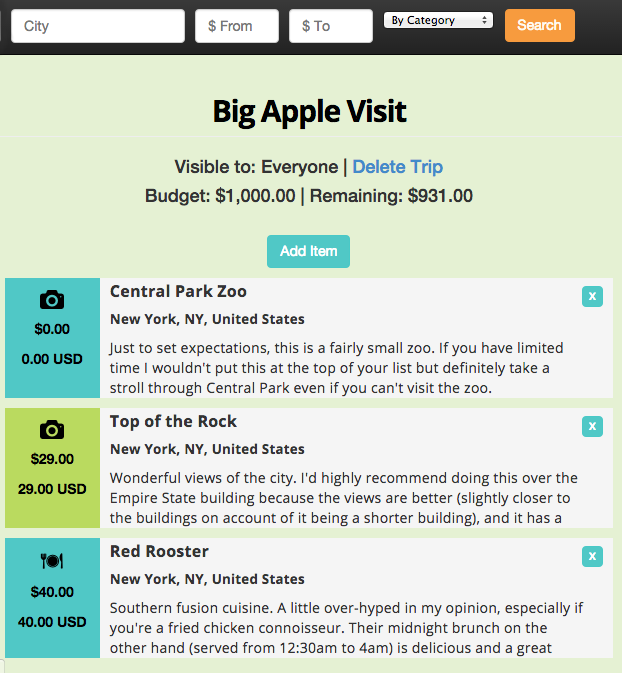 City $ From $ To By Category Search
Big Apple Visit
Visible to: Everyone | Delete Trip
Budget: $1,000.00 | Remaining: $931.00
Add Item
$0.00
0.00 USD
Central Park Zoo
x
New York, NY, United States
Just to set expectations, this is a fairly small zoo. If you have limited
time I wouldn't put this at the top of your list but definitely take a
stroll through Central Park even if you can't visit the zoo.
$29.00
29.00 USD
Top of the Rock
x
New York, NY, United States
Wonderful views of the city. I'd highly recommend doing this over the
Empire State building because the views are better (slightly closer to
the buildings on account of it being a shorter building), and it has a
$40.00
40.00 USD
Red Rooster
x
New York, NY, United States
Southern fusion cuisine. A little over-hyped in my opinion, especially if
you're a fried chicken connoisseur. Their midnight brunch on the
other hand (served from 12:30am to 4am) is delicious and a great